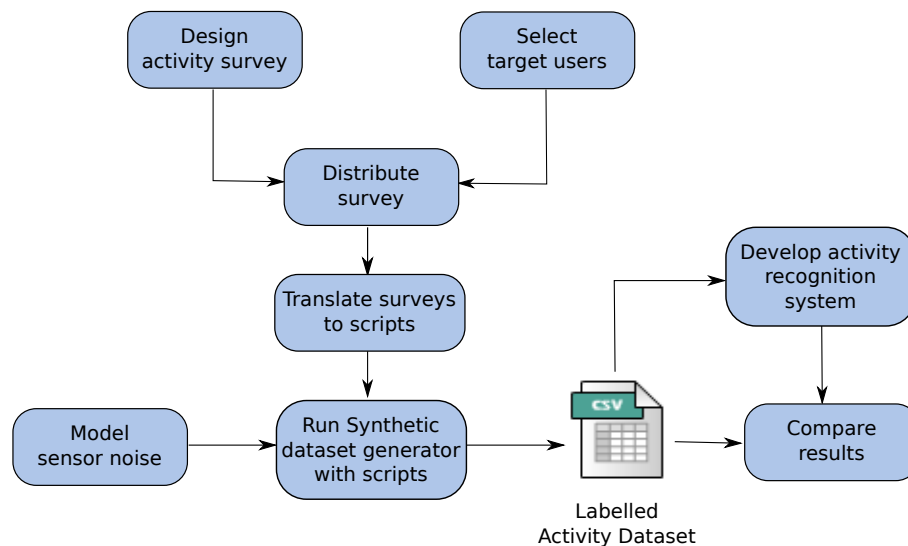 Design
activity survey
Select
target users
Distribute
survey
Translate surveys
to scripts
Develop activity
recognition
system
Model
sensor noise
Run Synthetic
dataset generator
with scripts
CSV
Compare
results
Labelled
Activity Dataset